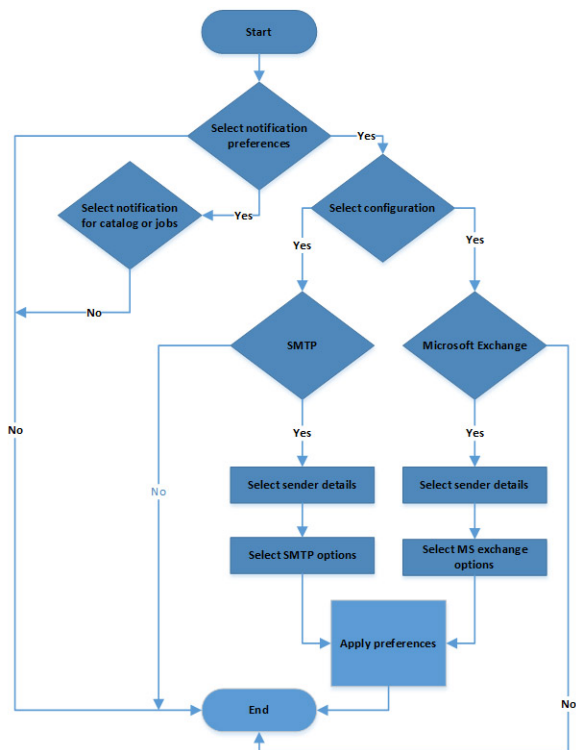 Start
Select notification
preferences
Yes
Select notification
for catalog or jobs
Yes
Select configuration
Yes
Yes
No
SMTP
Microsoft Exchange
No
Yes
Yes
No
Select sender details
Select sender details
Select SMTP options
Select MS exchange
options
Apply preferences
End
No